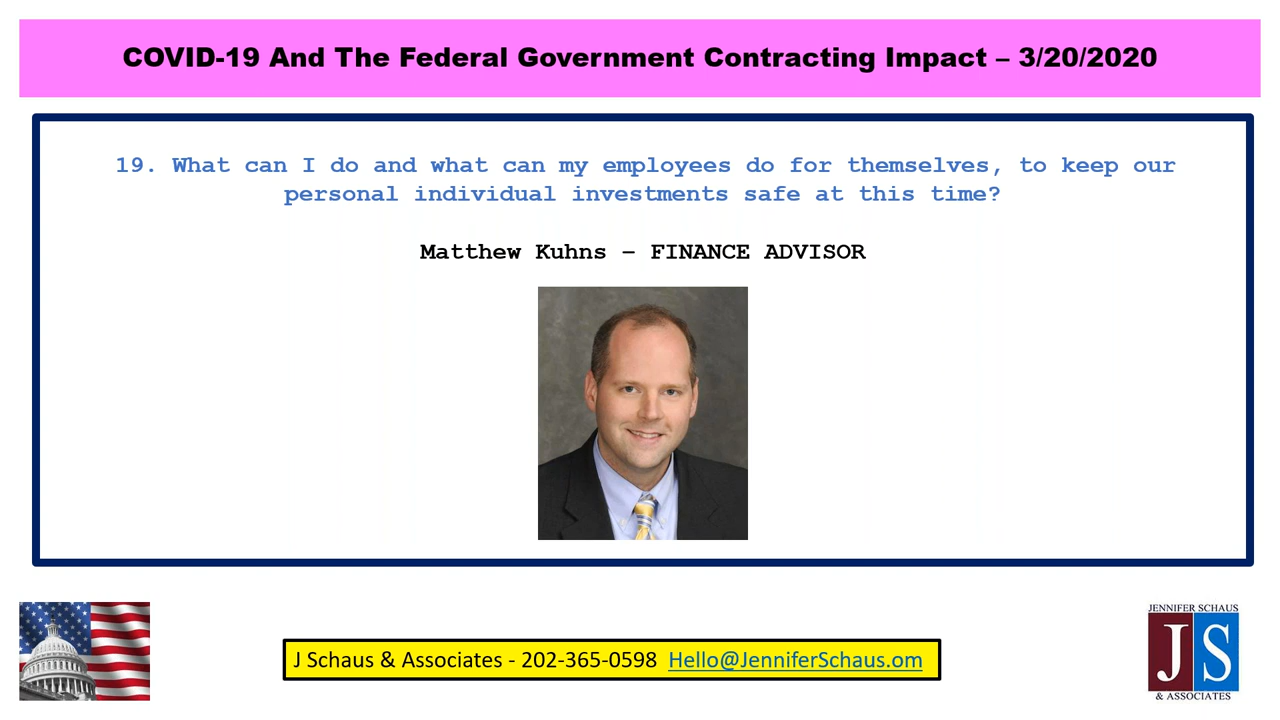 COVID-19 And The Federal Government Contracting Impact – 3/20/2020
19. What can I do and what can my employees do for themselves, to keep our
personal individual investments safe at this time?
Matthew Kuhns – FINANCE ADVISOR
J Schaus & Associates - 202-365-0598 Hello@JenniferSchaus.om
JENNIFER SCHAUS
JS
& ASSOCIATES